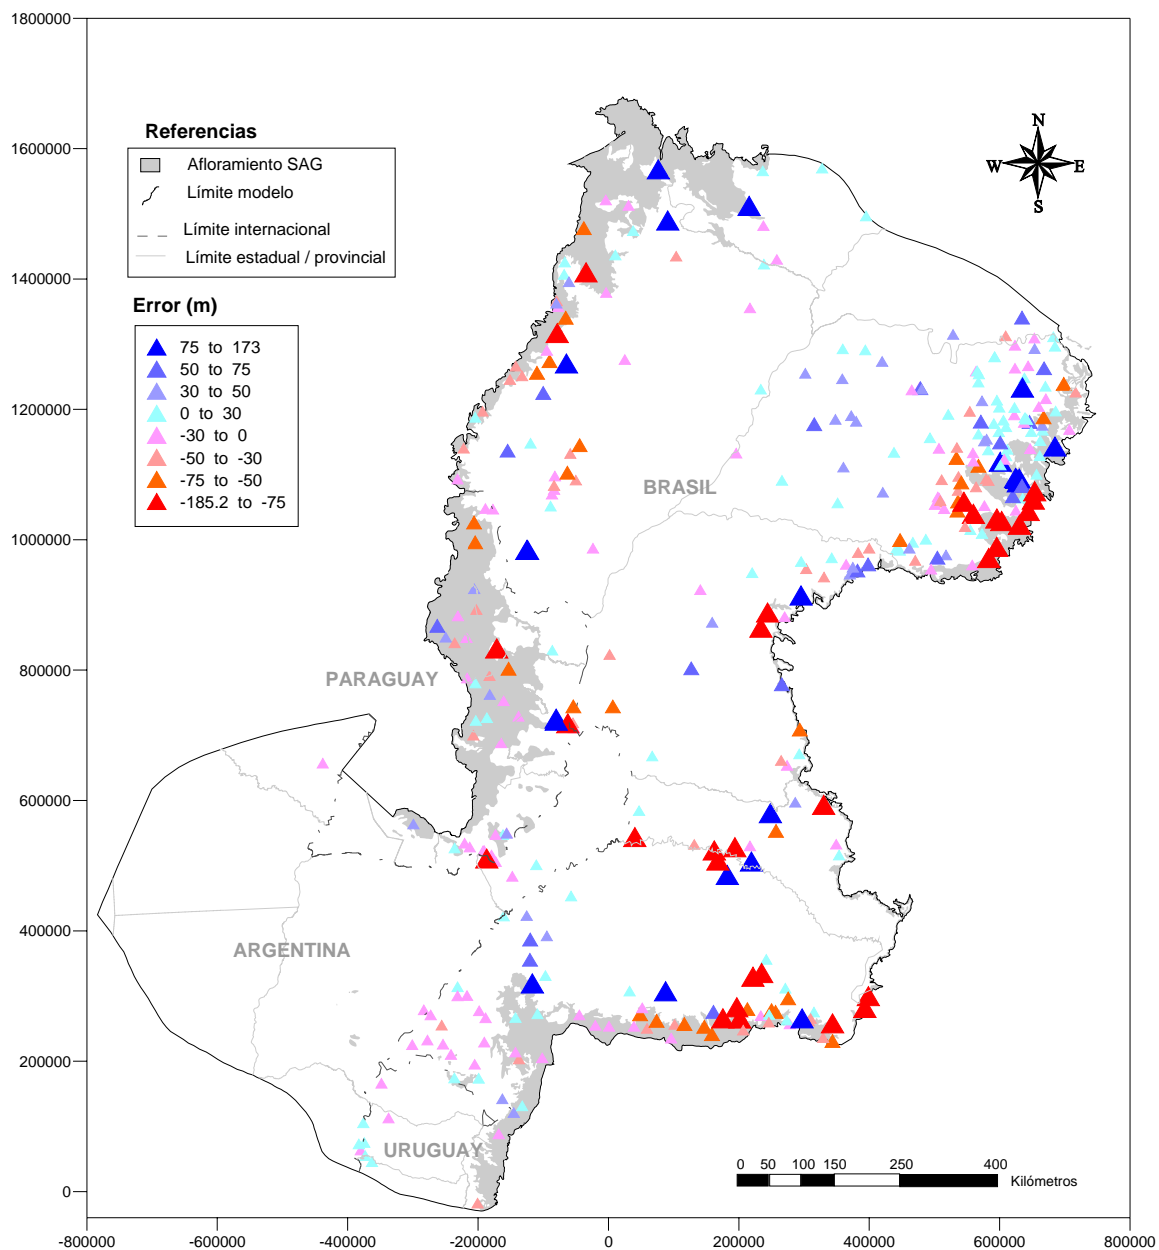 1800000
1600000
1400000
1200000
1000000
800000
600000
400000
200000
0
Referencias
Afloramiento SAG
Límite modelo
Límite internacional
Límite estadual / provincial
Error (m)
75 to 173
50 to 75
30 to 50
0 to 30
-30 to 0
-50 to -30
-75 to -50
-185.2 to -75
N
W E
S
BRASIL
PARAGUAY
ARGENTINA
URUGUAY
0 50 100 150 250 400
Kilómetros
-800000 -600000 -400000 -200000 0 200000 400000 600000 800000